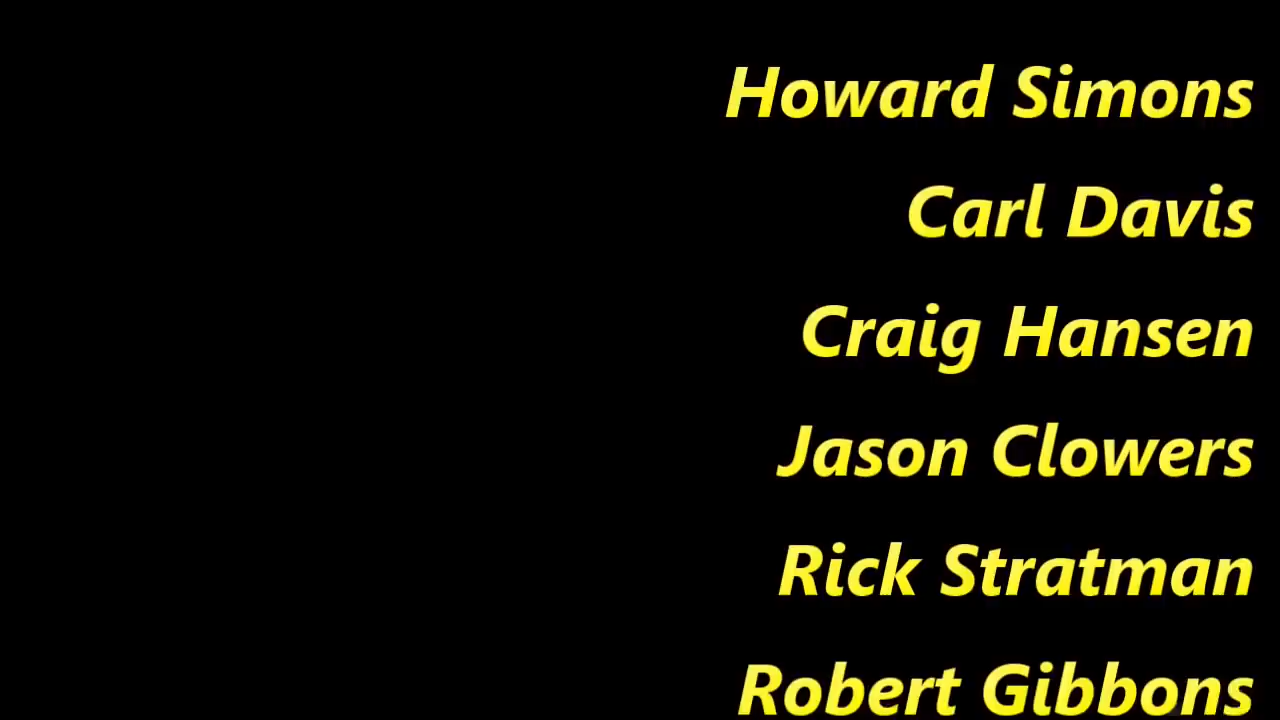 Howard Simons
Carl Davis
Craig Hansen
Jason Clowers
Rick Stratman
Robert Gibbons